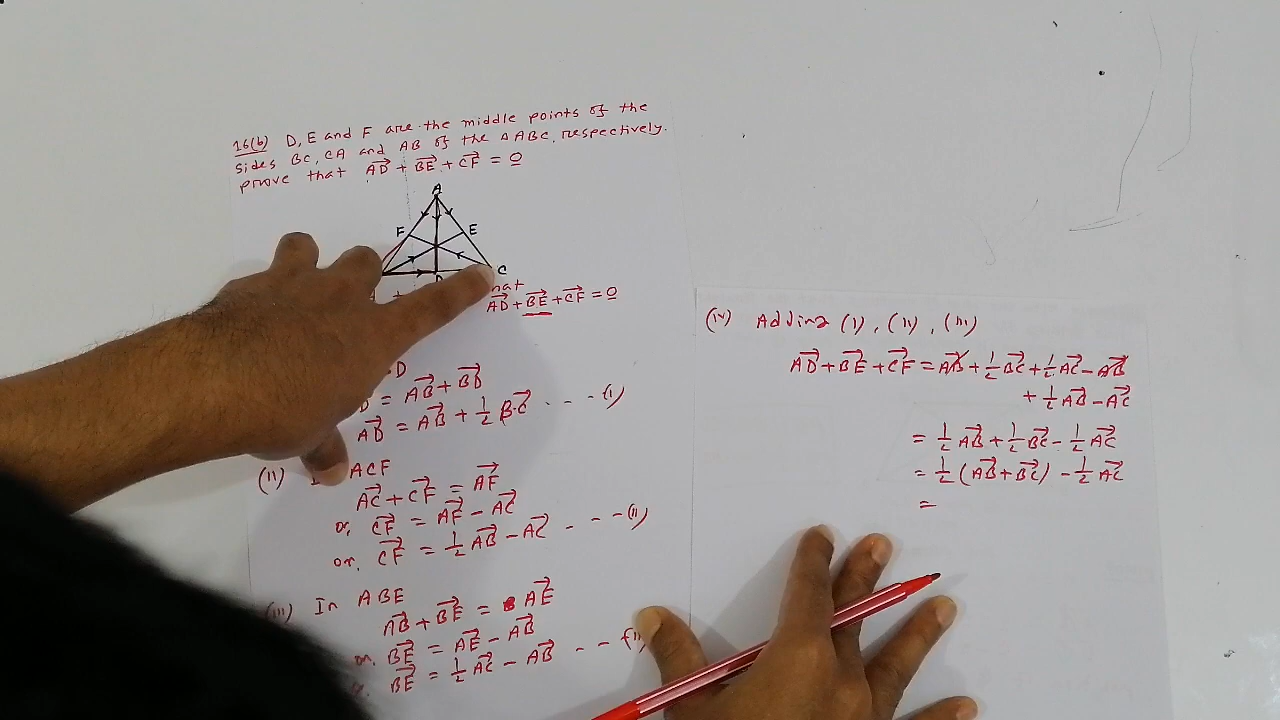 16(b) D, E and F are the middle points of the
sides BC, CA and AB of the ΔABC, respectively.
prove that AD→ + BE→ + CF→ = 0
A
F
E
C
AD→ + BE→ + CF→ = 0
= AB→ + BD→
AD→ = AB→ + 1/2 BC→ - - - (i)
(ii) ACF
AC→ + CF→ = AF→
or, CF→ = AF→ - AC→
or, CF→ = 1/2 AB→ - AC→ - - - (ii)
(iii) In ABE
AB→ + BE→ = AE→
or, BE→ = AE→ - AB→
BE→ = 1/2 AC→ - AB→ - -
(iv) Adding (i), (ii), (iii)
AD→ + BE→ + CF→ = AB→ + 1/2 BC→ + 1/2 AC→ - AB→
+ 1/2 AB→ - AC→
= 1/2 AB→ + 1/2 BC→ - 1/2 AC→
= 1/2 (AB→ + BC→) - 1/2 AC→
=